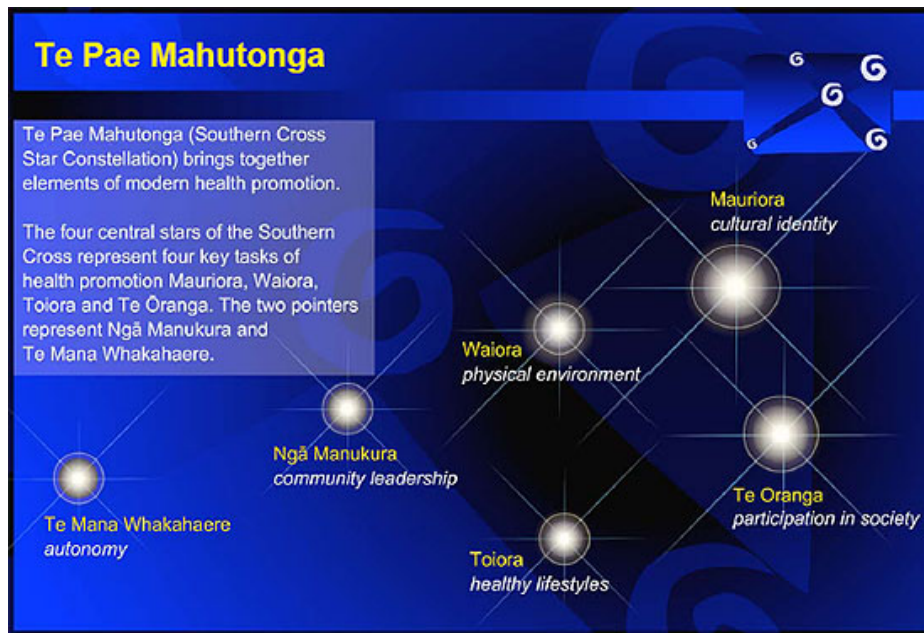 Te Pae Mahutonga
Te Pae Mahutonga (Southern Cross
Star Constellation) brings together
elements of modern health promotion.
The four central stars of the Southern
Cross represent four key tasks of
health promotion Mauriora, Waiora,
Toiora and Te Ōranga. The two pointers
represent Ngā Manukura and
Te Mana Whakahaere.
Mauriora
cultural identity
Waiora
physical environment
Ngā Manukura
community leadership
Te Mana Whakahaere
autonomy
Te Oranga
participation in society
Toiora
healthy lifestyles